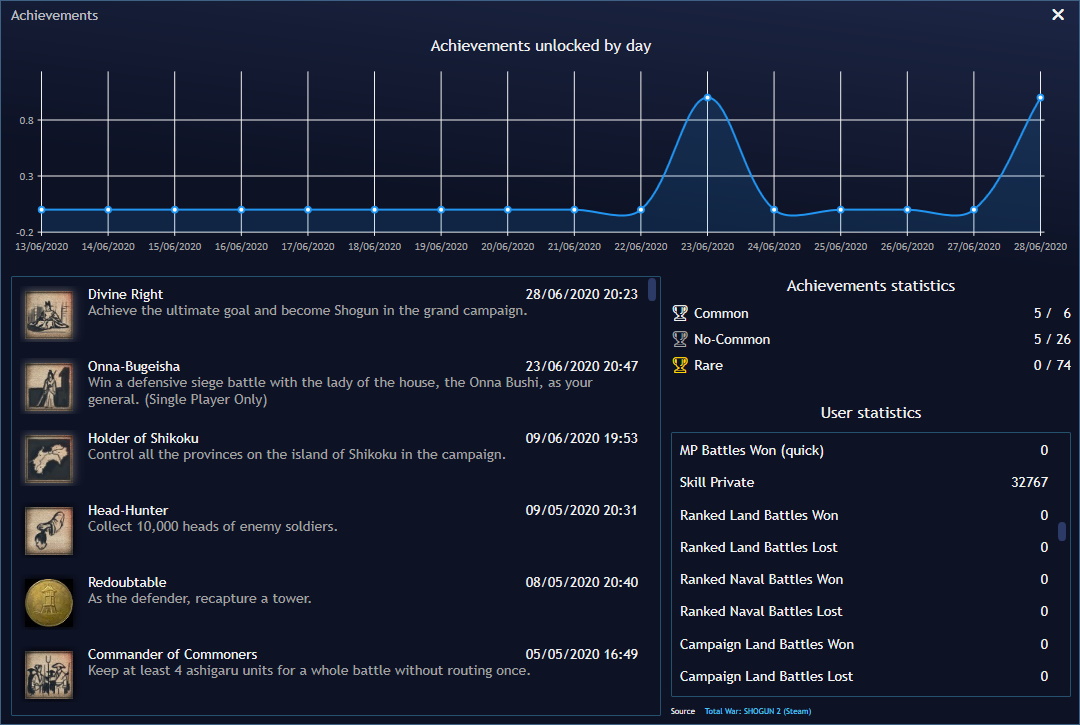 Achievements
Achievements unlocked by day
0.8
0.3
-0.2
13/06/2020 14/06/2020 15/06/2020 16/06/2020 17/06/2020 18/06/2020 19/06/2020 20/06/2020 21/06/2020 22/06/2020 23/06/2020 24/06/2020 25/06/2020 26/06/2020 27/06/2020 28/06/2020
Divine Right 28/06/2020 20:23
Achieve the ultimate goal and become Shogun in the grand campaign.
Onna-Bugeisha 23/06/2020 20:47
Win a defensive siege battle with the lady of the house, the Onna Bushi, as your
general. (Single Player Only)
Holder of Shikoku 09/06/2020 19:53
Control all the provinces on the island of Shikoku in the campaign.
Head-Hunter 09/05/2020 20:31
Collect 10,000 heads of enemy soldiers.
Redoubtable 08/05/2020 20:40
As the defender, recapture a tower.
Commander of Commoners 05/05/2020 16:49
Keep at least 4 ashigaru units for a whole battle without routing once.
Achievements statistics
Common 5 / 6
No-Common 5 / 26
Rare 0 / 74
User statistics
MP Battles Won (quick) 0
Skill Private 32767
Ranked Land Battles Won 0
Ranked Land Battles Lost 0
Ranked Naval Battles Won 0
Ranked Naval Battles Lost 0
Campaign Land Battles Won 0
Campaign Land Battles Lost 0
Source Total War: SHOGUN 2 (Steam)